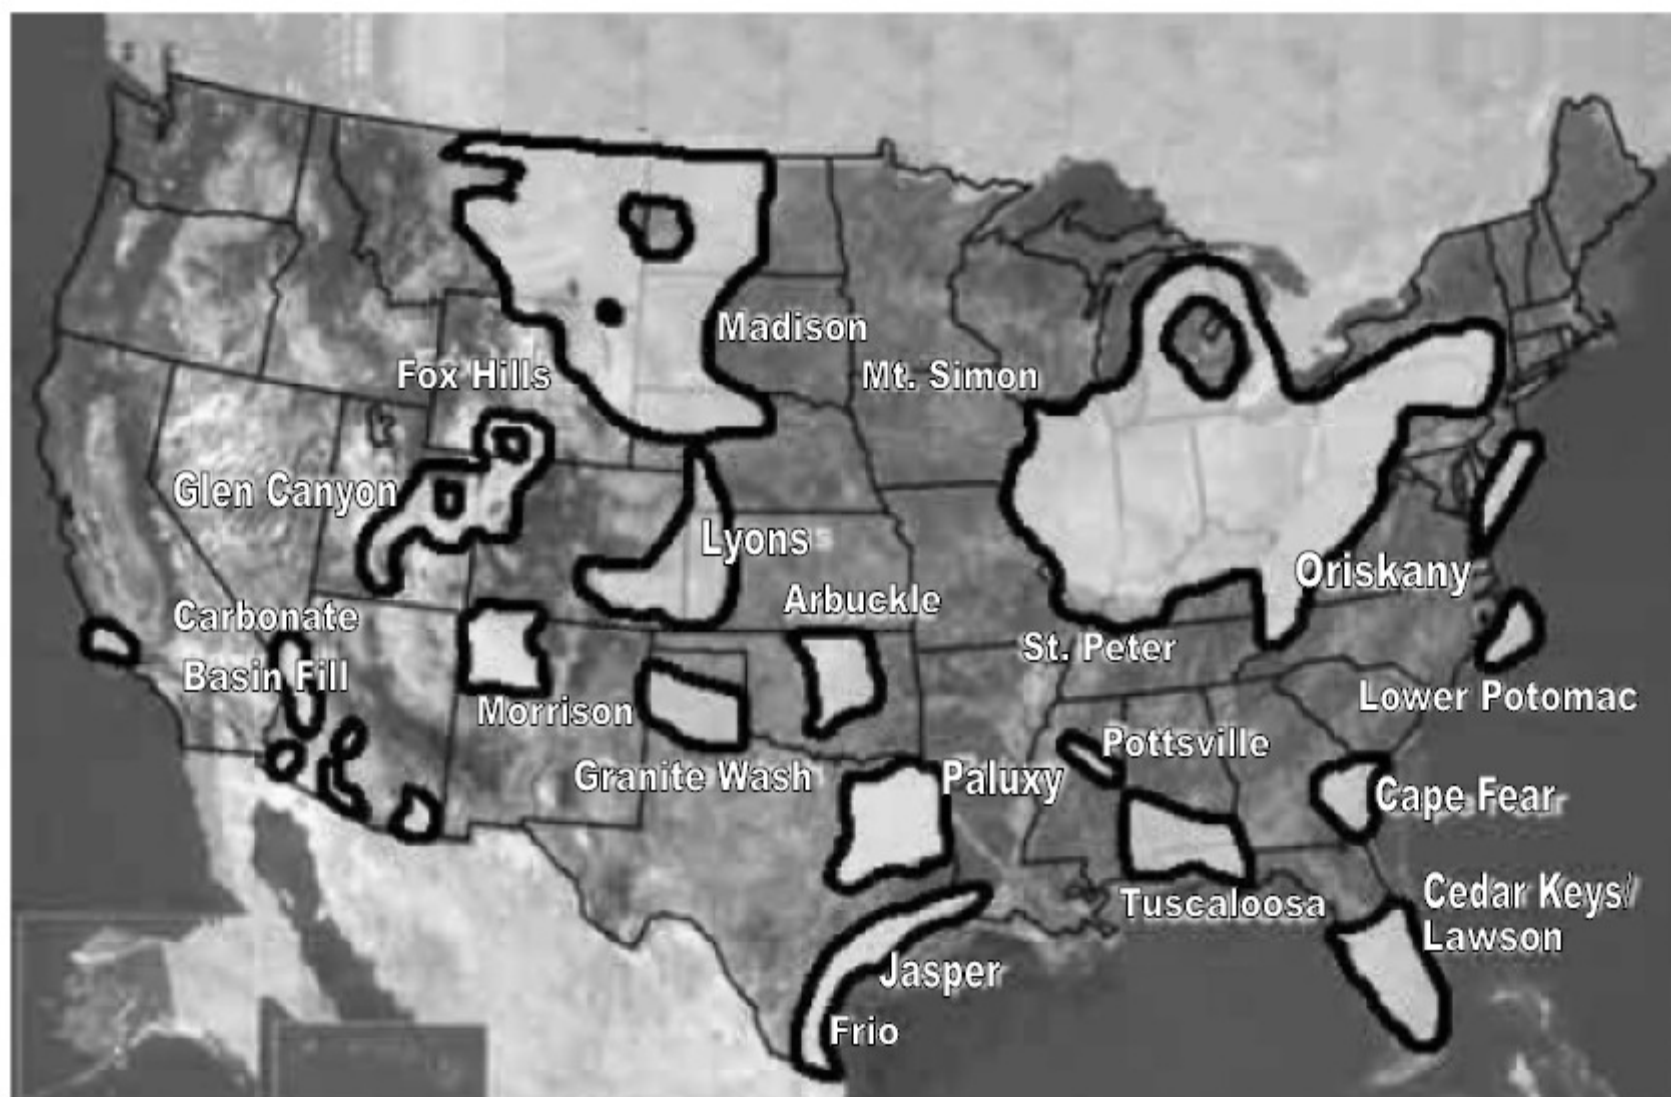 Madison
Fox Hills
Mt. Simon
Glen Canyon
Lyons
Oriskany
Arbuckle
Carbonate
St. Peter
Basin Fill
Lower Potomac
Morrison
Pottsville
Granite Wash
Paluxy
Cape Fear
Tuscaloosa
Cedar Keys/
Lawson
Jasper
Frio